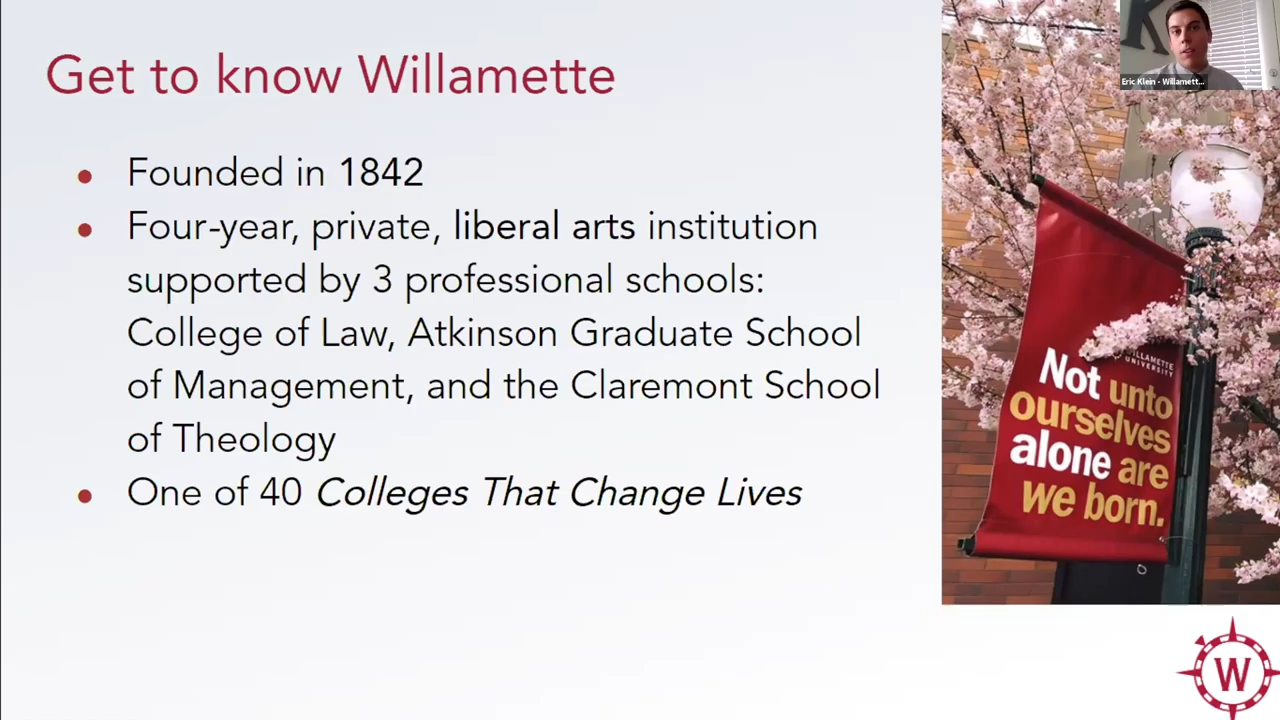 Get to know Willamette
Founded in 1842
Four-year, private, liberal arts institution
supported by 3 professional schools:
College of Law, Atkinson Graduate School
of Management, and the Claremont School
of Theology
One of 40 Colleges That Change Lives
K
Eric Klein - Willamett...
WILLAMETTE
UNIVERSITY
Not unto
ourselves
alone are
we born.
W